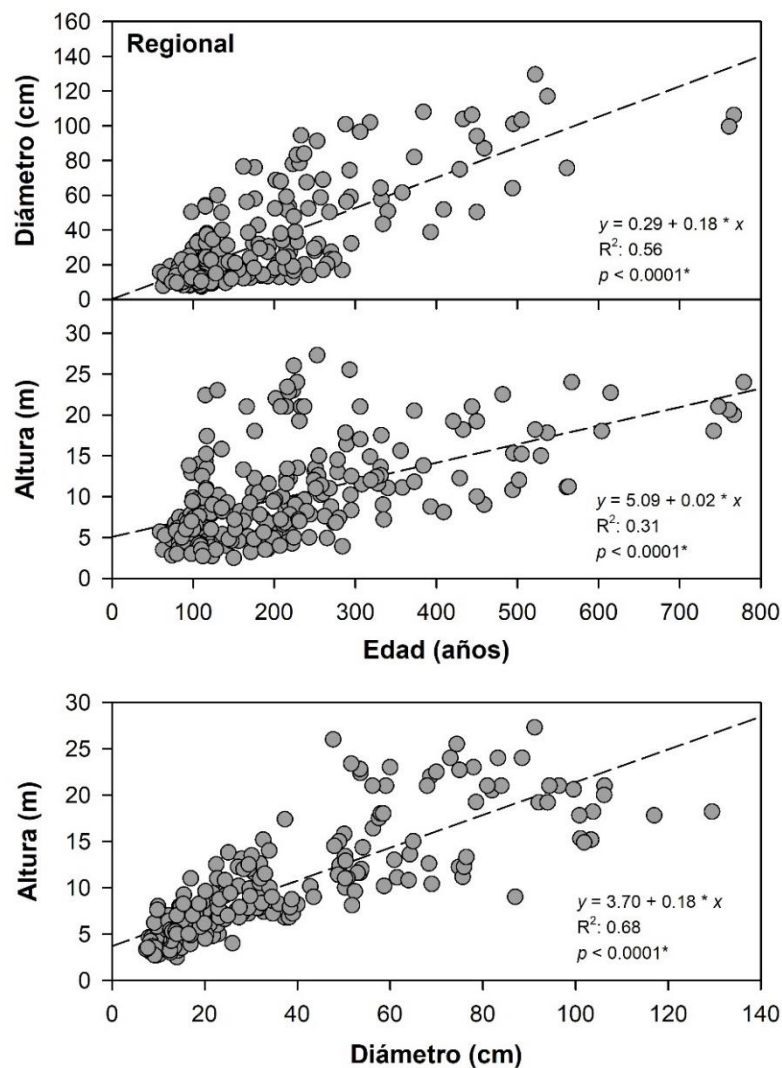 Regional
Diámetro (cm)
160
140
120
100
80
60
40
20
0
y = 0.29 + 0.18 * x
R²: 0.56
p < 0.0001*
Altura (m)
30
25
20
15
10
5
0
y = 5.09 + 0.02 * x
R²: 0.31
p < 0.0001*
0 100 200 300 400 500 600 700 800
Edad (años)
Altura (m)
30
25
20
15
10
5
0
y = 3.70 + 0.18 * x
R²: 0.68
p < 0.0001*
0 20 40 60 80 100 120 140
Diámetro (cm)